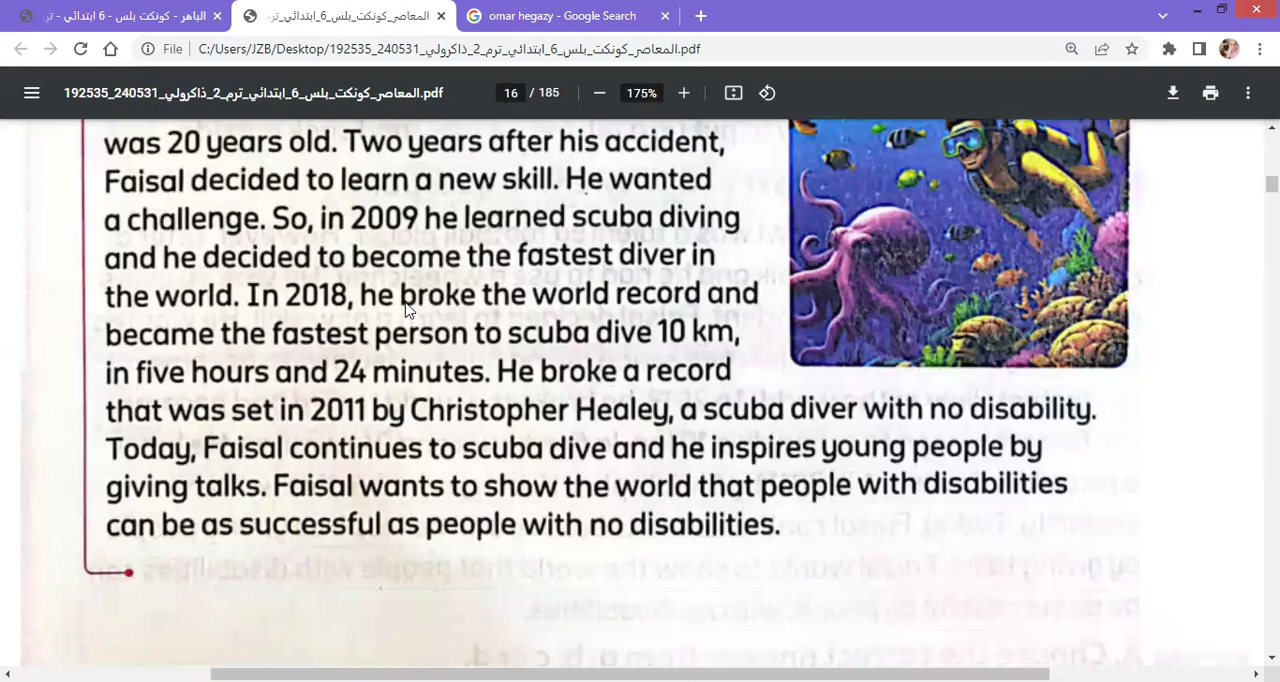 الباهر - كونكت بلس - 6 ابتدائي - تر
المعاصر_كونكت_بلس_6_ابتدائي_تر
omar hegazy - Google Search
File
C:/Users/JZB/Desktop/192535_240531_المعاصر_كونكت_بلس_6_ابتدائي_ترم_2_ذاكرولي.pdf
192535_240531_المعاصر_كونكت_بلس_6_ابتدائي_ترم_2_ذاكرولي.pdf
16 / 185
175%
was 20 years old. Two years after his accident,
Faisal decided to learn a new skill. He wanted
a challenge. So, in 2009 he learned scuba diving
and he decided to become the fastest diver in
the world. In 2018, he broke the world record and
became the fastest person to scuba dive 10 km,
in five hours and 24 minutes. He broke a record
that was set in 2011 by Christopher Healey, a scuba diver with no disability.
Today, Faisal continues to scuba dive and he inspires young people by
giving talks. Faisal wants to show the world that people with disabilities
can be as successful as people with no disabilities.